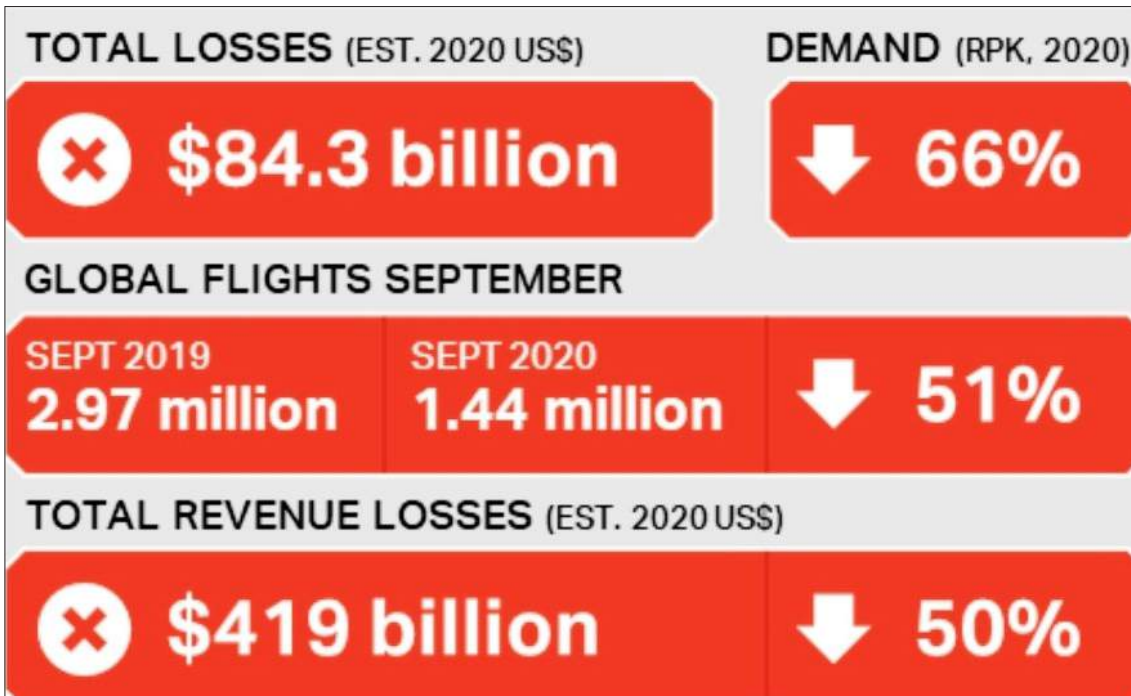 TOTAL LOSSES (EST. 2020 US$)
DEMAND (RPK, 2020)
$84.3 billion
66%
GLOBAL FLIGHTS SEPTEMBER
SEPT 2019
2.97 million
SEPT 2020
1.44 million
51%
TOTAL REVENUE LOSSES (EST. 2020 US$)
$419 billion
50%